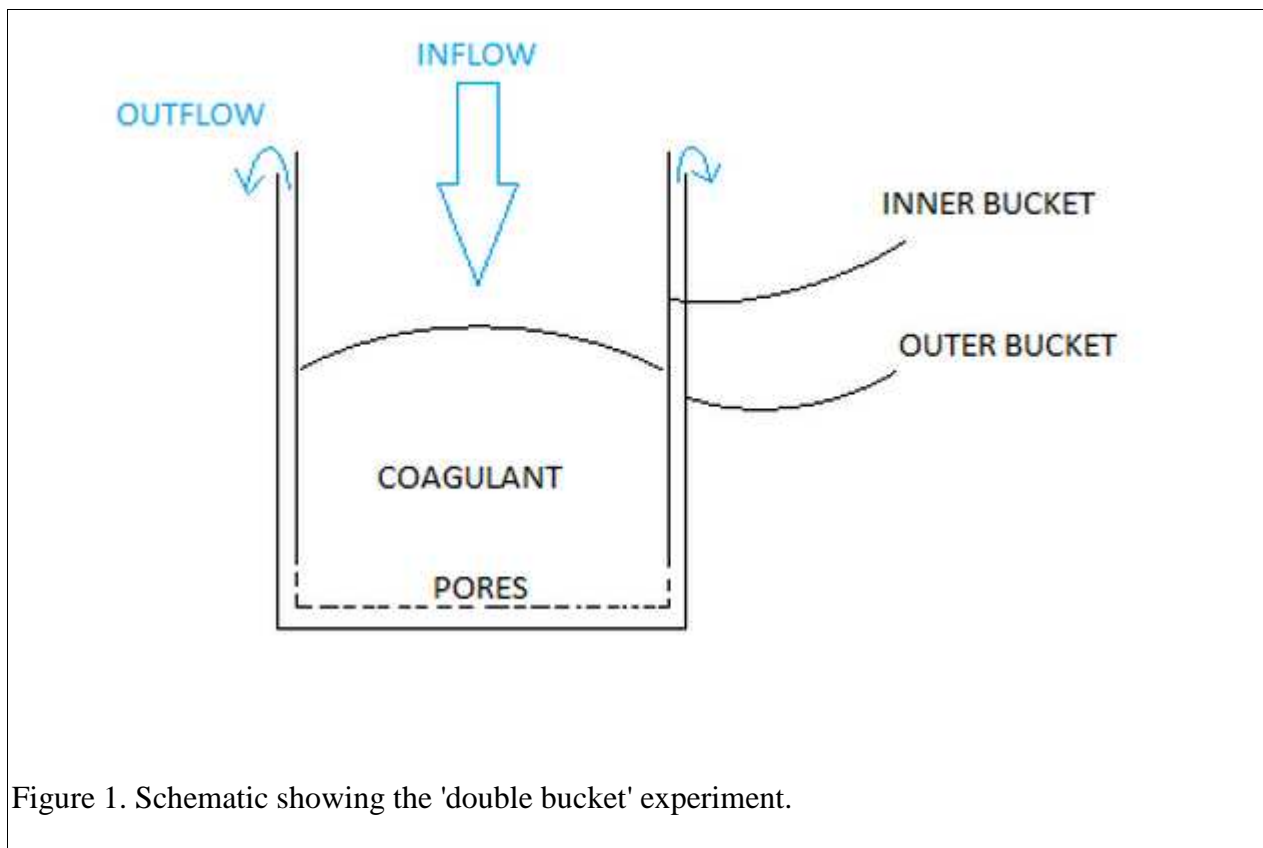 INFLOW
OUTFLOW
INNER BUCKET
OUTER BUCKET
COAGULANT
PORES
Figure 1. Schematic showing the 'double bucket' experiment.